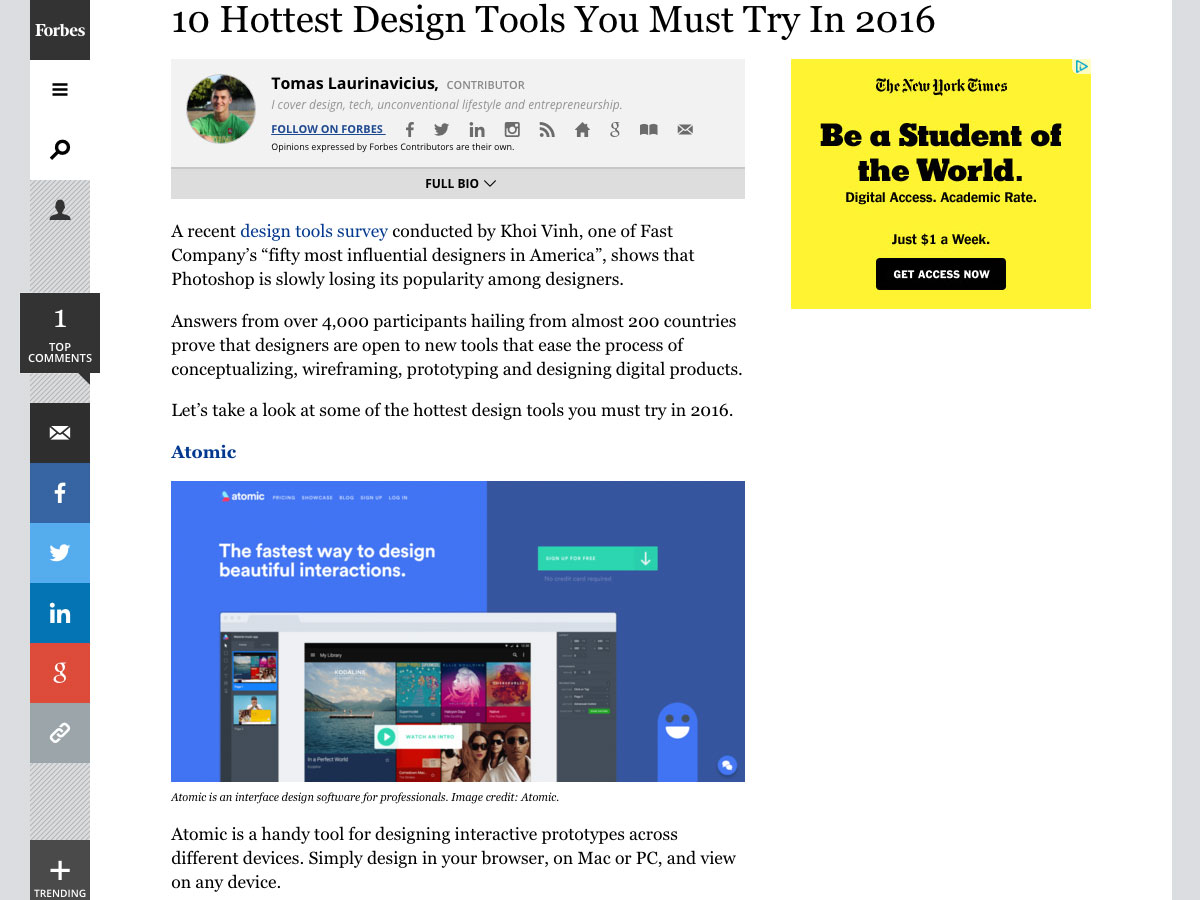 Forbes
10 Hottest Design Tools You Must Try In 2016
Tomas Laurinavicius, CONTRIBUTOR
I cover design, tech, unconventional lifestyle and entrepreneurship.
FOLLOW ON FORBES
Opinions expressed by Forbes Contributors are their own.
FULL BIO
The New York Times
Be a Student of
the World.
Digital Access. Academic Rate.
Just $1 a Week.
GET ACCESS NOW
A recent design tools survey conducted by Khoi Vinh, one of Fast
Company’s “fifty most influential designers in America”, shows that
Photoshop is slowly losing its popularity among designers.
1
TOP
COMMENTS
Answers from over 4,000 participants hailing from almost 200 countries
prove that designers are open to new tools that ease the process of
conceptualizing, wireframing, prototyping and designing digital products.
Let’s take a look at some of the hottest design tools you must try in 2016.
Atomic
atomic PRICING SHOWCASE BLOG SIGN UP LOG IN
The fastest way to design
beautiful interactions.
SIGN UP FOR FREE
No credit card required
My Library
KODALINE
WATCH AN INTRO
In a Perfect World
Atomic is an interface design software for professionals. Image credit: Atomic.
Atomic is a handy tool for designing interactive prototypes across
different devices. Simply design in your browser, on Mac or PC, and view
on any device.
TRENDING